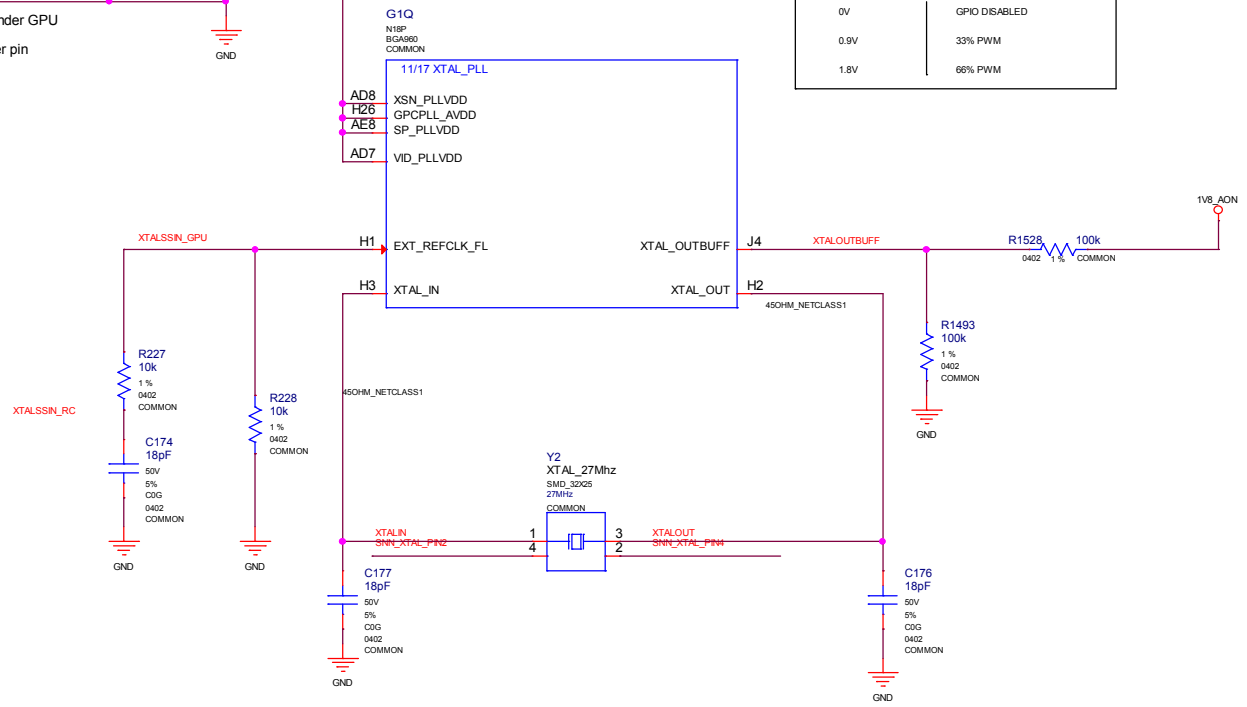 nder GPU
r pin
GND
G1Q
N18P
BGA960
COMMON
11/17 XTAL_PLL
0V GPIO DISABLED
0.9V 33% PWM
1.8V 66% PWM
AD8 XSN_PLLVDD
H26 GPCPLL_AVDD
AE8 SP_PLLVDD
AD7 VID_PLLVDD
1V8_AON
XTALSSIN_GPU H1 EXT_REFCLK_FL
XTAL_OUTBUFF J4 XTALOUTBUFF
R1528 100k
0402 1 % COMMON
H3 XTAL_IN
XTAL_OUT H2
45OHM_NETCLASS1
R1493
100k
1 %
0402
COMMON
GND
R227
10k
1 %
0402
COMMON
XTALSSIN_RC
45OHM_NETCLASS1
R228
10k
1 %
0402
COMMON
C174
18pF
50V
5%
C0G
0402
COMMON
GND
GND
Y2
XTAL_27Mhz
SMD_32X25
27MHz
COMMON
XTALIN 1 3 XTALOUT
SNN_XTAL_PIN2 4 2 SNN_XTAL_PIN4
C177
18pF
50V
5%
C0G
0402
COMMON
GND
C176
18pF
50V
5%
C0G
0402
COMMON
GND